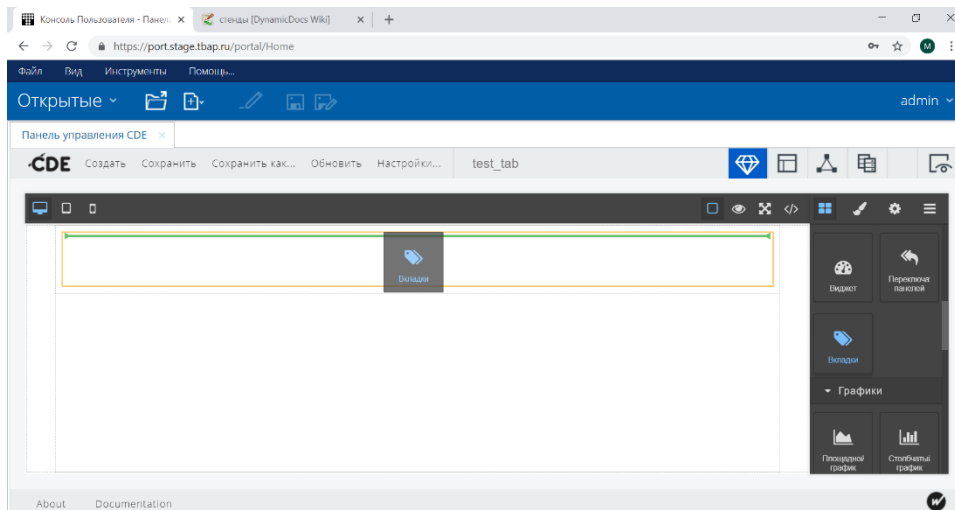 Консоль Пользователя - Панел
стенды [DynamicDocs Wiki]
https://port.stage.tbap.ru/portal/Home
M
Файл Вид Инструменты Помощь...
Открытые
admin
Панель управления CDE
CDE Создать Сохранить Сохранить как... Обновить Настройки... test_tab
Вкладки
Виджет
Переключа
панелей
Вкладки
Графики
Площадной
график
Столбчатый
график
About Documentation